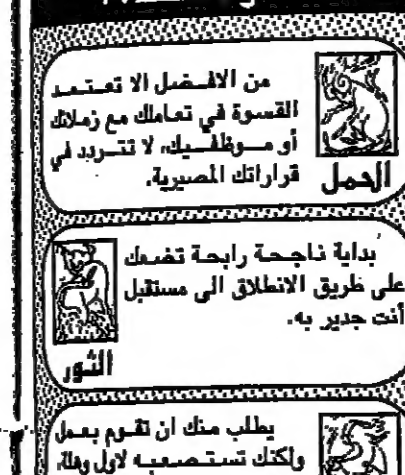 من الافضل الا تعتمد
القسوة في تعاملك مع زملائك
أو موظفيك، لا تتردد في
قراراتك المصيرية.
الحمل
بداية ناجحة رابحة تضعك
على طريق الانطلاق الى مستقبل
أنت جدير به.
الثور
يطلب منك ان تقوم بعمل
ولكنك تستصعبه لاول وهلة،